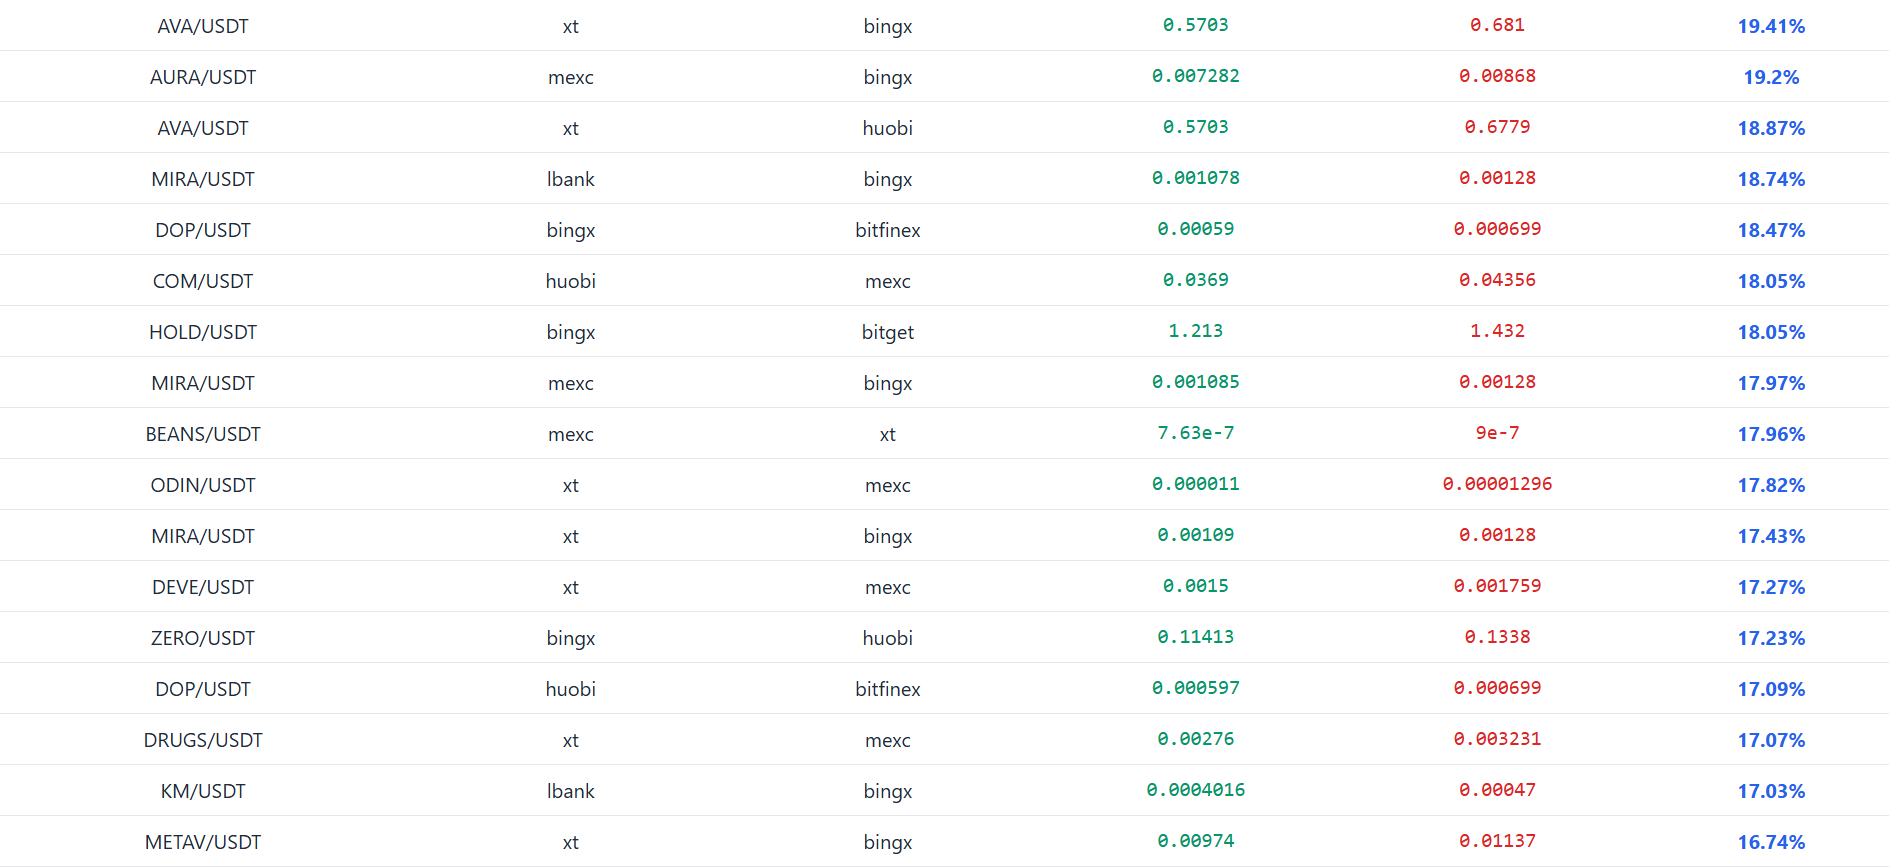 AVA/USDT xt bingx 0.5703 0.681 19.41%
AURA/USDT mexc bingx 0.007282 0.00868 19.2%
AVA/USDT xt huobi 0.5703 0.6779 18.87%
MIRA/USDT lbank bingx 0.001078 0.00128 18.74%
DOP/USDT bingx bitfinex 0.00059 0.000699 18.47%
COM/USDT huobi mexc 0.0369 0.04356 18.05%
HOLD/USDT bingx bitget 1.213 1.432 18.05%
MIRA/USDT mexc bingx 0.001085 0.00128 17.97%
BEANS/USDT mexc xt 7.63e-7 9e-7 17.96%
ODIN/USDT xt mexc 0.000011 0.00001296 17.82%
MIRA/USDT xt bingx 0.00109 0.00128 17.43%
DEVE/USDT xt mexc 0.0015 0.001759 17.27%
ZERO/USDT bingx huobi 0.11413 0.1338 17.23%
DOP/USDT huobi bitfinex 0.000597 0.000699 17.09%
DRUGS/USDT xt mexc 0.00276 0.003231 17.07%
KM/USDT lbank bingx 0.0004016 0.00047 17.03%
METAV/USDT xt bingx 0.00974 0.01137 16.74%